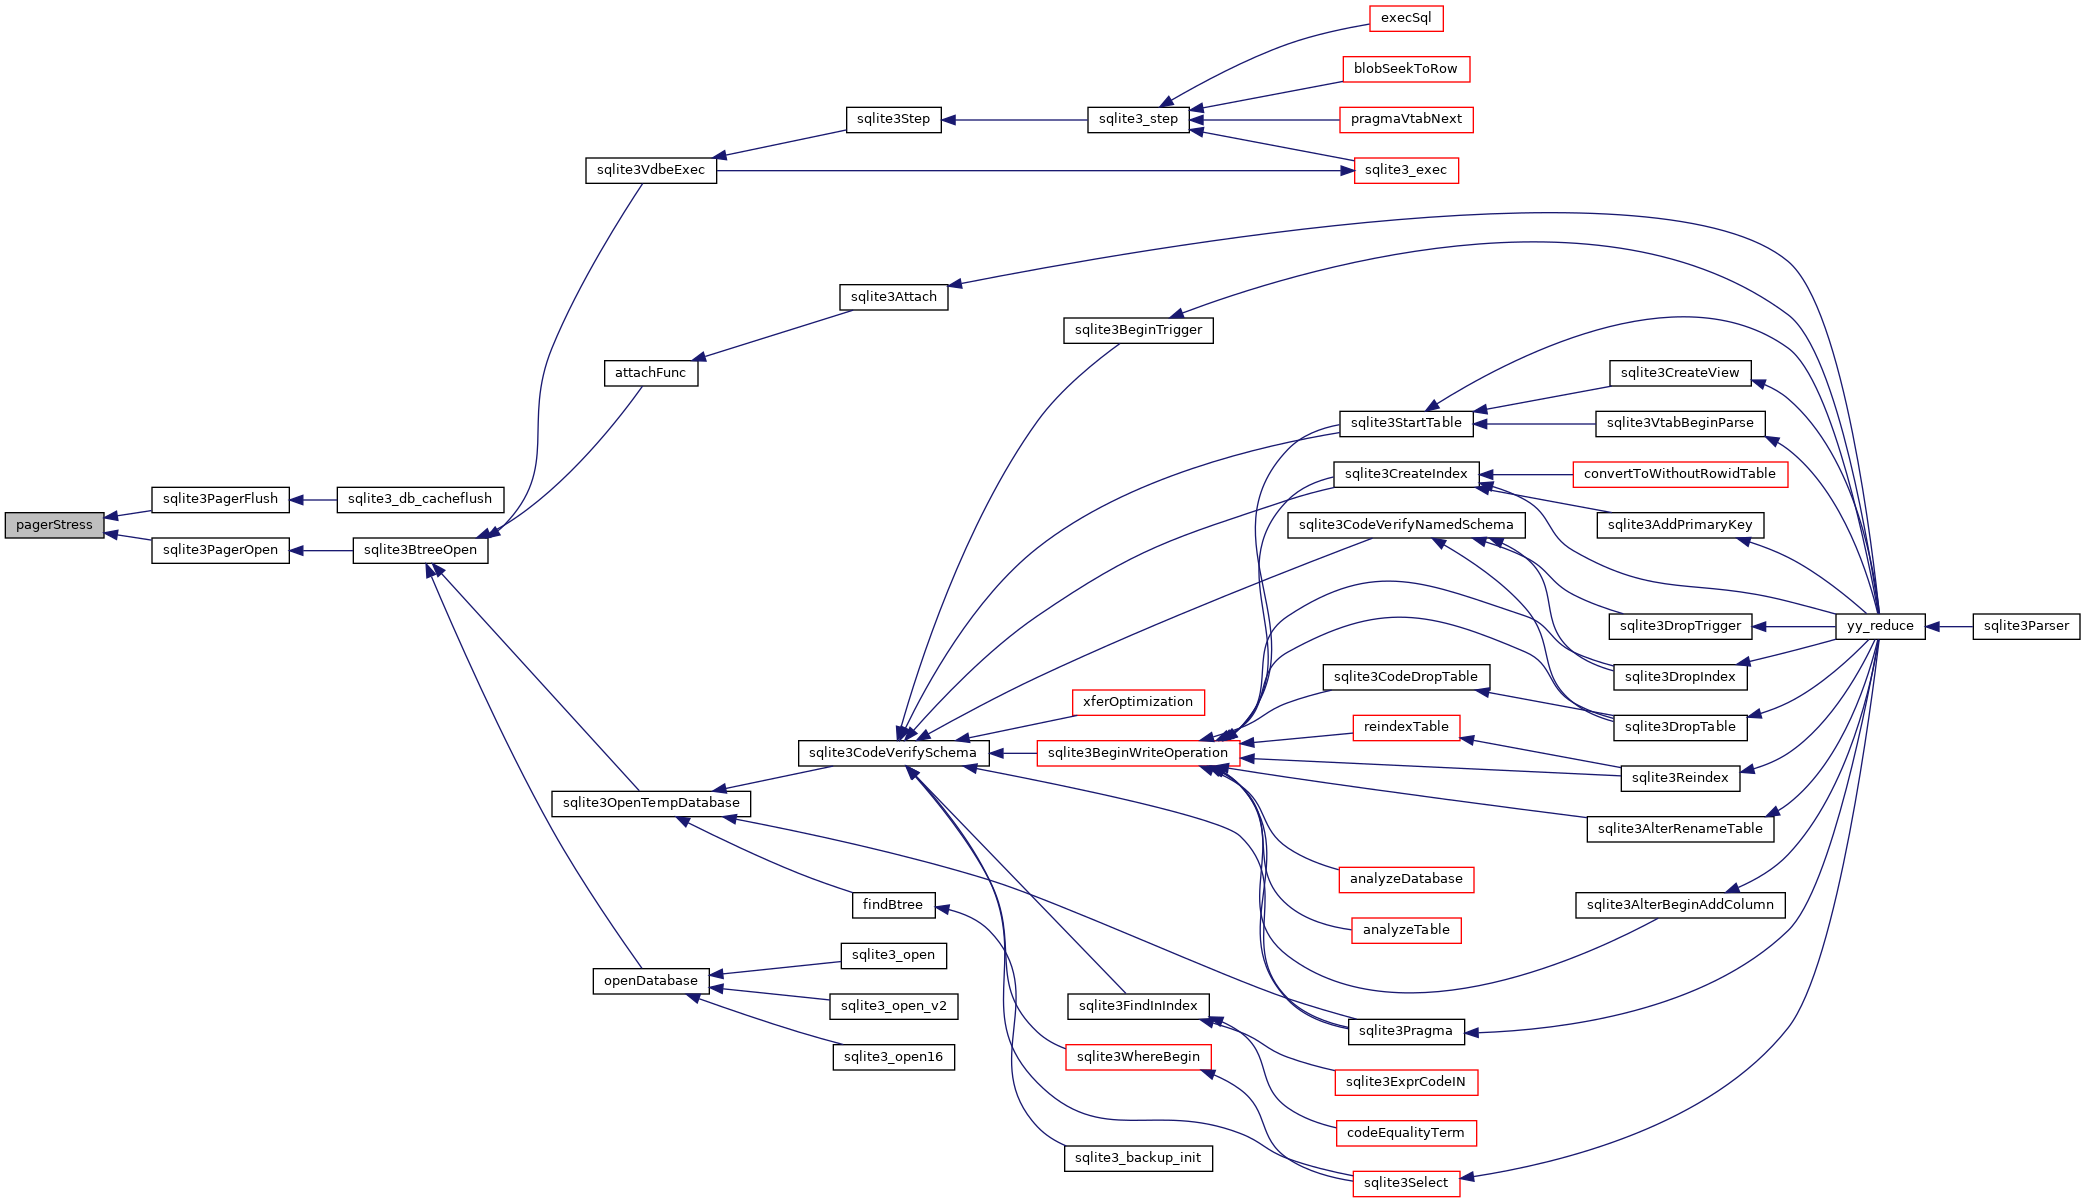 execSql
blobSeekToRow
sqlite3Step
sqlite3_step
pragmaVtabNext
sqlite3VdbeExec
sqlite3_exec
sqlite3Attach
sqlite3BeginTrigger
attachFunc
sqlite3CreateView
sqlite3StartTable
sqlite3VtabBeginParse
sqlite3CreateIndex
convertToWithoutRowidTable
sqlite3PagerFlush
sqlite3_db_cacheflush
pagerStress
sqlite3CodeVerifyNamedSchema
sqlite3AddPrimaryKey
sqlite3PagerOpen
sqlite3BtreeOpen
sqlite3DropTrigger
yy_reduce
sqlite3Parser
sqlite3CodeDropTable
sqlite3DropIndex
xferOptimization
reindexTable
sqlite3DropTable
sqlite3CodeVerifySchema
sqlite3BeginWriteOperation
sqlite3Reindex
sqlite3OpenTempDatabase
sqlite3AlterRenameTable
analyzeDatabase
findBtree
sqlite3AlterBeginAddColumn
analyzeTable
sqlite3_open
openDatabase
sqlite3_open_v2
sqlite3FindInIndex
sqlite3Pragma
sqlite3_open16
sqlite3WhereBegin
sqlite3ExprCodeIN
codeEqualityTerm
sqlite3_backup_init
sqlite3Select